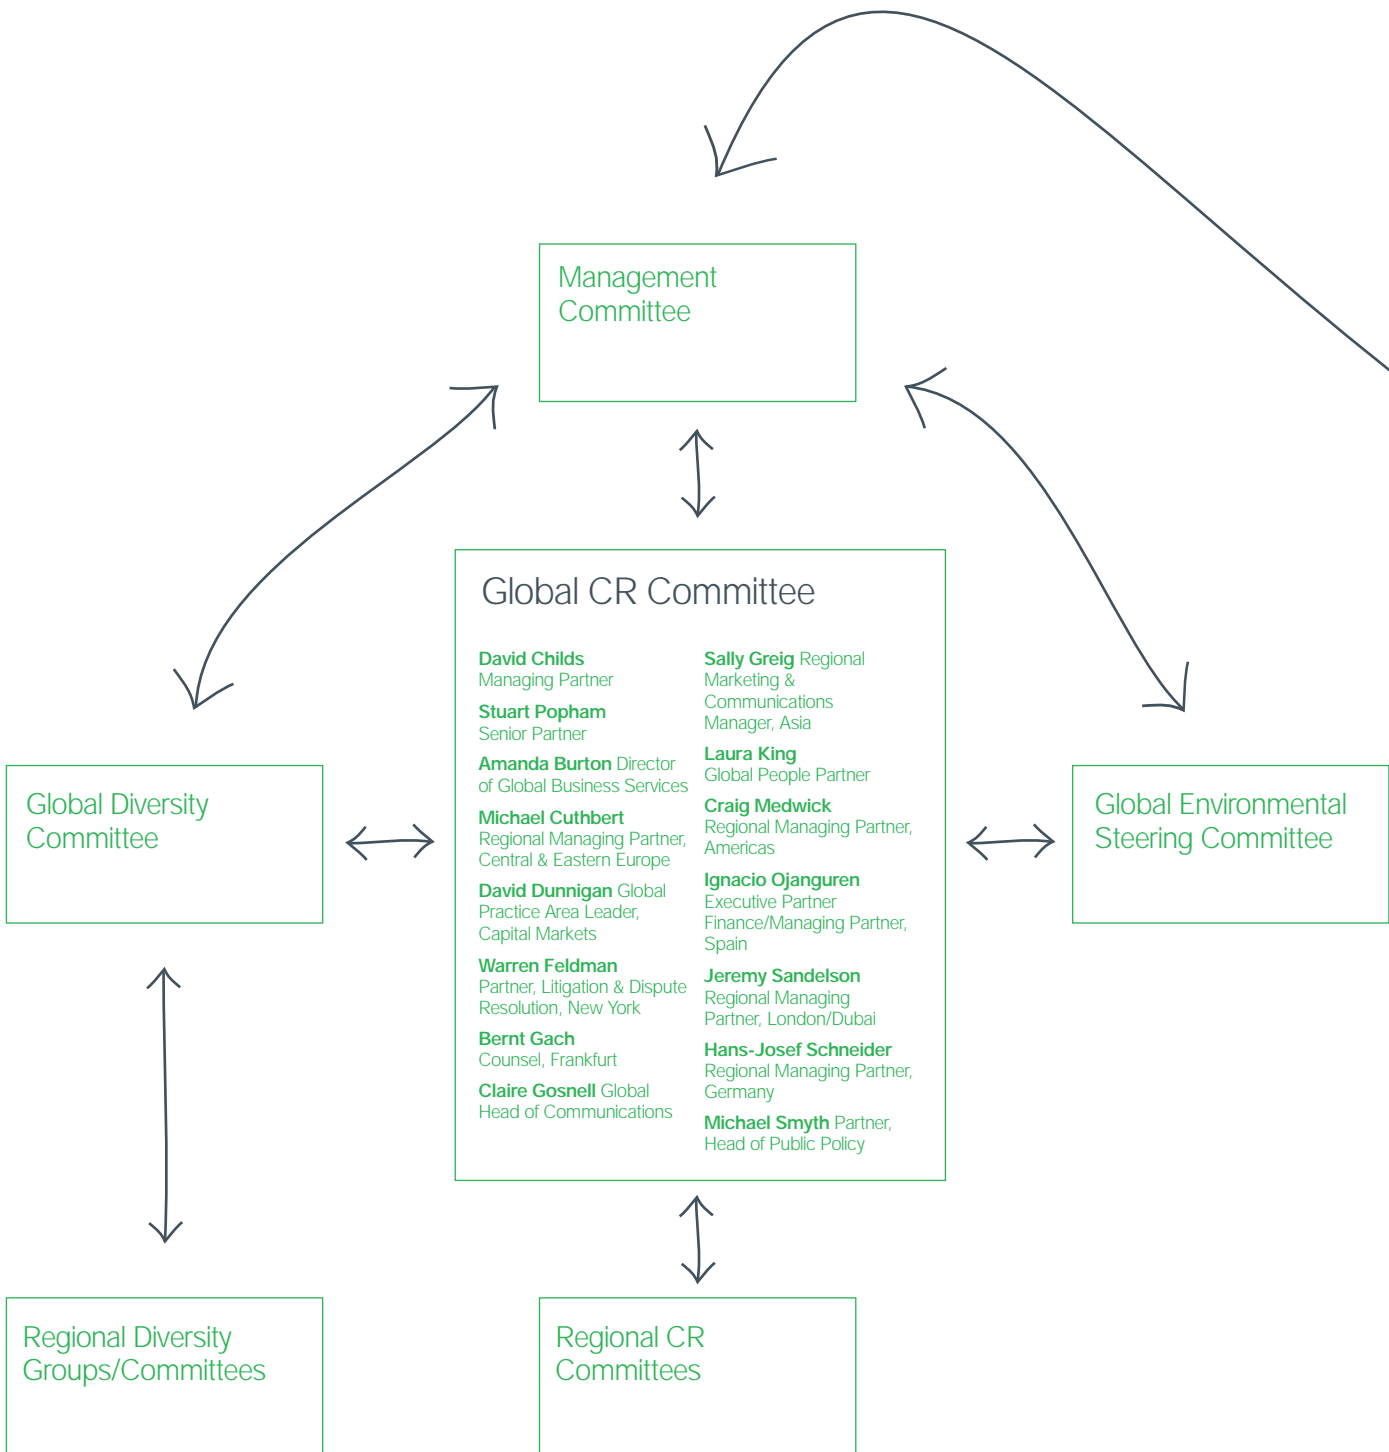 Management
Committee
Global CR Committee
David Childs
Managing Partner
Stuart Popham
Senior Partner
Amanda Burton Director
of Global Business Services
Michael Cuthbert
Regional Managing Partner,
Central & Eastern Europe
David Dunnigan Global
Practice Area Leader,
Capital Markets
Warren Feldman
Partner, Litigation & Dispute
Resolution, New York
Bernt Gach
Counsel, Frankfurt
Claire Gosnell Global
Head of Communications
Sally Greig Regional
Marketing &
Communications
Manager, Asia
Laura King
Global People Partner
Craig Medwick
Regional Managing Partner,
Americas
Ignacio Ojanguren
Executive Partner
Finance/Managing Partner,
Spain
Jeremy Sandelson
Regional Managing
Partner, London/Dubai
Hans-Josef Schneider
Regional Managing Partner,
Germany
Michael Smyth Partner,
Head of Public Policy
Global Diversity
Committee
Global Environmental
Steering Committee
Regional Diversity
Groups/Committees
Regional CR
Committees